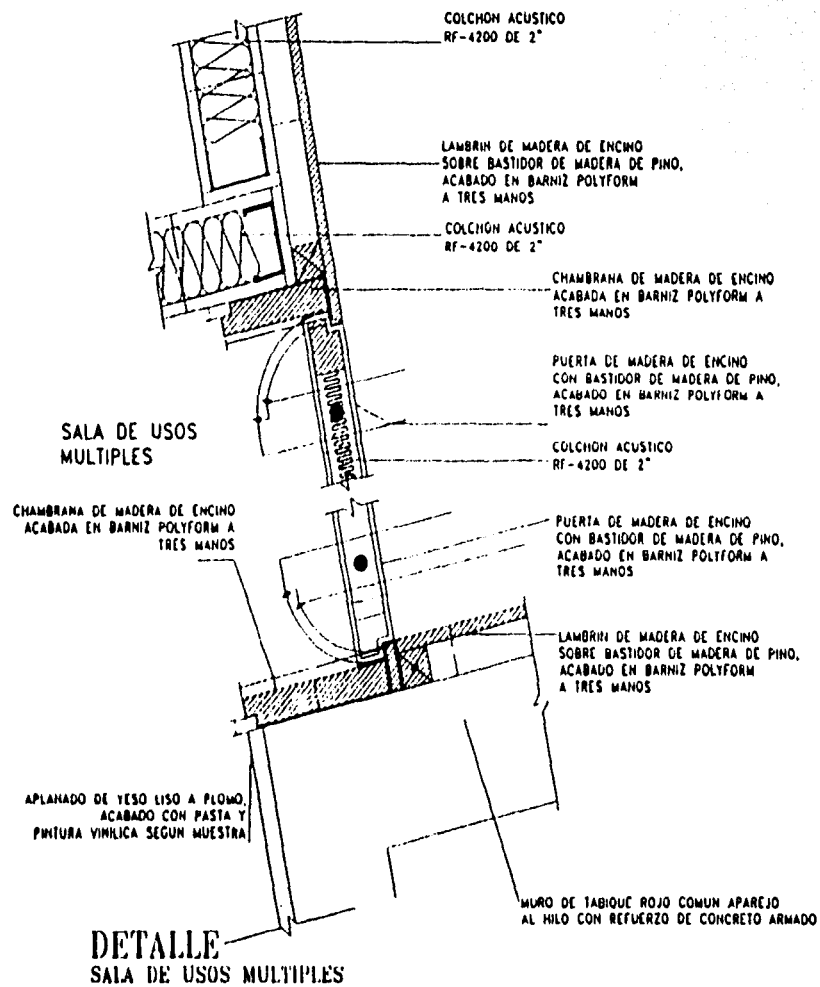 COLCHON ACUSTICO
RF-4200 DE 2"
LAMBRIN DE MADERA DE ENCINO
SOBRE BASTIDOR DE MADERA DE PINO,
ACABADO EN BARNIZ POLYFORM
A TRES MANOS
COLCHON ACUSTICO
RF-4200 DE 2"
CHAMBRANA DE MADERA DE ENCINO
ACABADA EN BARNIZ POLYFORM A
TRES MANOS
PUERTA DE MADERA DE ENCINO
CON BASTIDOR DE MADERA DE PINO,
ACABADO EN BARNIZ POLYFORM A
TRES MANOS
SALA DE USOS
MULTIPLES
COLCHON ACUSTICO
RF-4200 DE 2"
CHAMBRANA DE MADERA DE ENCINO
ACABADA EN BARNIZ POLYFORM A
TRES MANOS
PUERTA DE MADERA DE ENCINO
CON BASTIDOR DE MADERA DE PINO,
ACABADO EN BARNIZ POLYFORM A
TRES MANOS
LAMBRIN DE MADERA DE ENCINO
SOBRE BASTIDOR DE MADERA DE PINO,
ACABADO EN BARNIZ POLYFORM
A TRES MANOS
APLANADO DE YESO LISO A PLOMO,
ACABADO CON PASTA Y
PINTURA VINILICA SEGUN MUESTRA
MURO DE TABIQUE ROJO COMUN APAREJO
AL HILO CON REFUERZO DE CONCRETO ARMADO
DETALLE
SALA DE USOS MULTIPLES